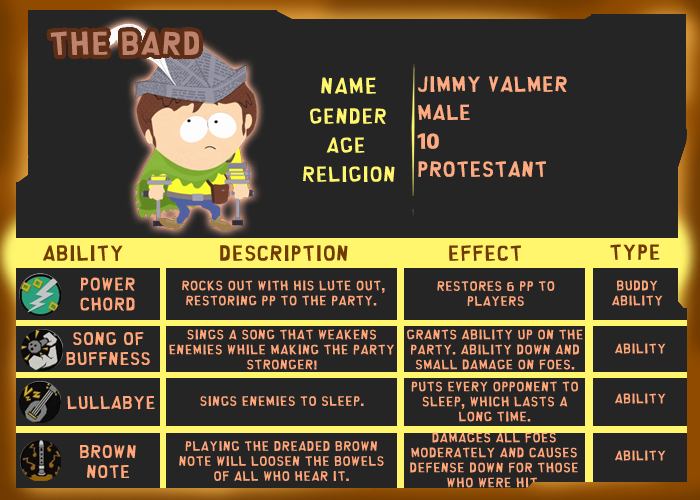 THE BARD
NAME JIMMY VALMER
GENDER MALE
AGE 10
RELIGION PROTESTANT
ABILITY DESCRIPTION EFFECT TYPE
POWER
CHORD
ROCKS OUT WITH HIS LUTE OUT,
RESTORING PP TO THE PARTY.
RESTORES 6 PP TO
PLAYERS
BUDDY
ABILITY
SONG OF
BUFFNESS
SINGS A SONG THAT WEAKENS
ENEMIES WHILE MAKING THE PARTY
STRONGER!
GRANTS ABILITY UP ON THE
PARTY. ABILITY DOWN AND
SMALL DAMAGE ON FOES.
ABILITY
LULLABYE
SINGS ENEMIES TO SLEEP.
PUTS EVERY OPPONENT TO
SLEEP, WHICH LASTS A
LONG TIME.
ABILITY
BROWN
NOTE
PLAYING THE DREADED BROWN
NOTE WILL LOOSEN THE BOWELS
OF ALL WHO HEAR IT.
DAMAGES ALL FOES
MODERATELY AND CAUSES
DEFENSE DOWN FOR THOSE
WHO WERE HIT.
ABILITY